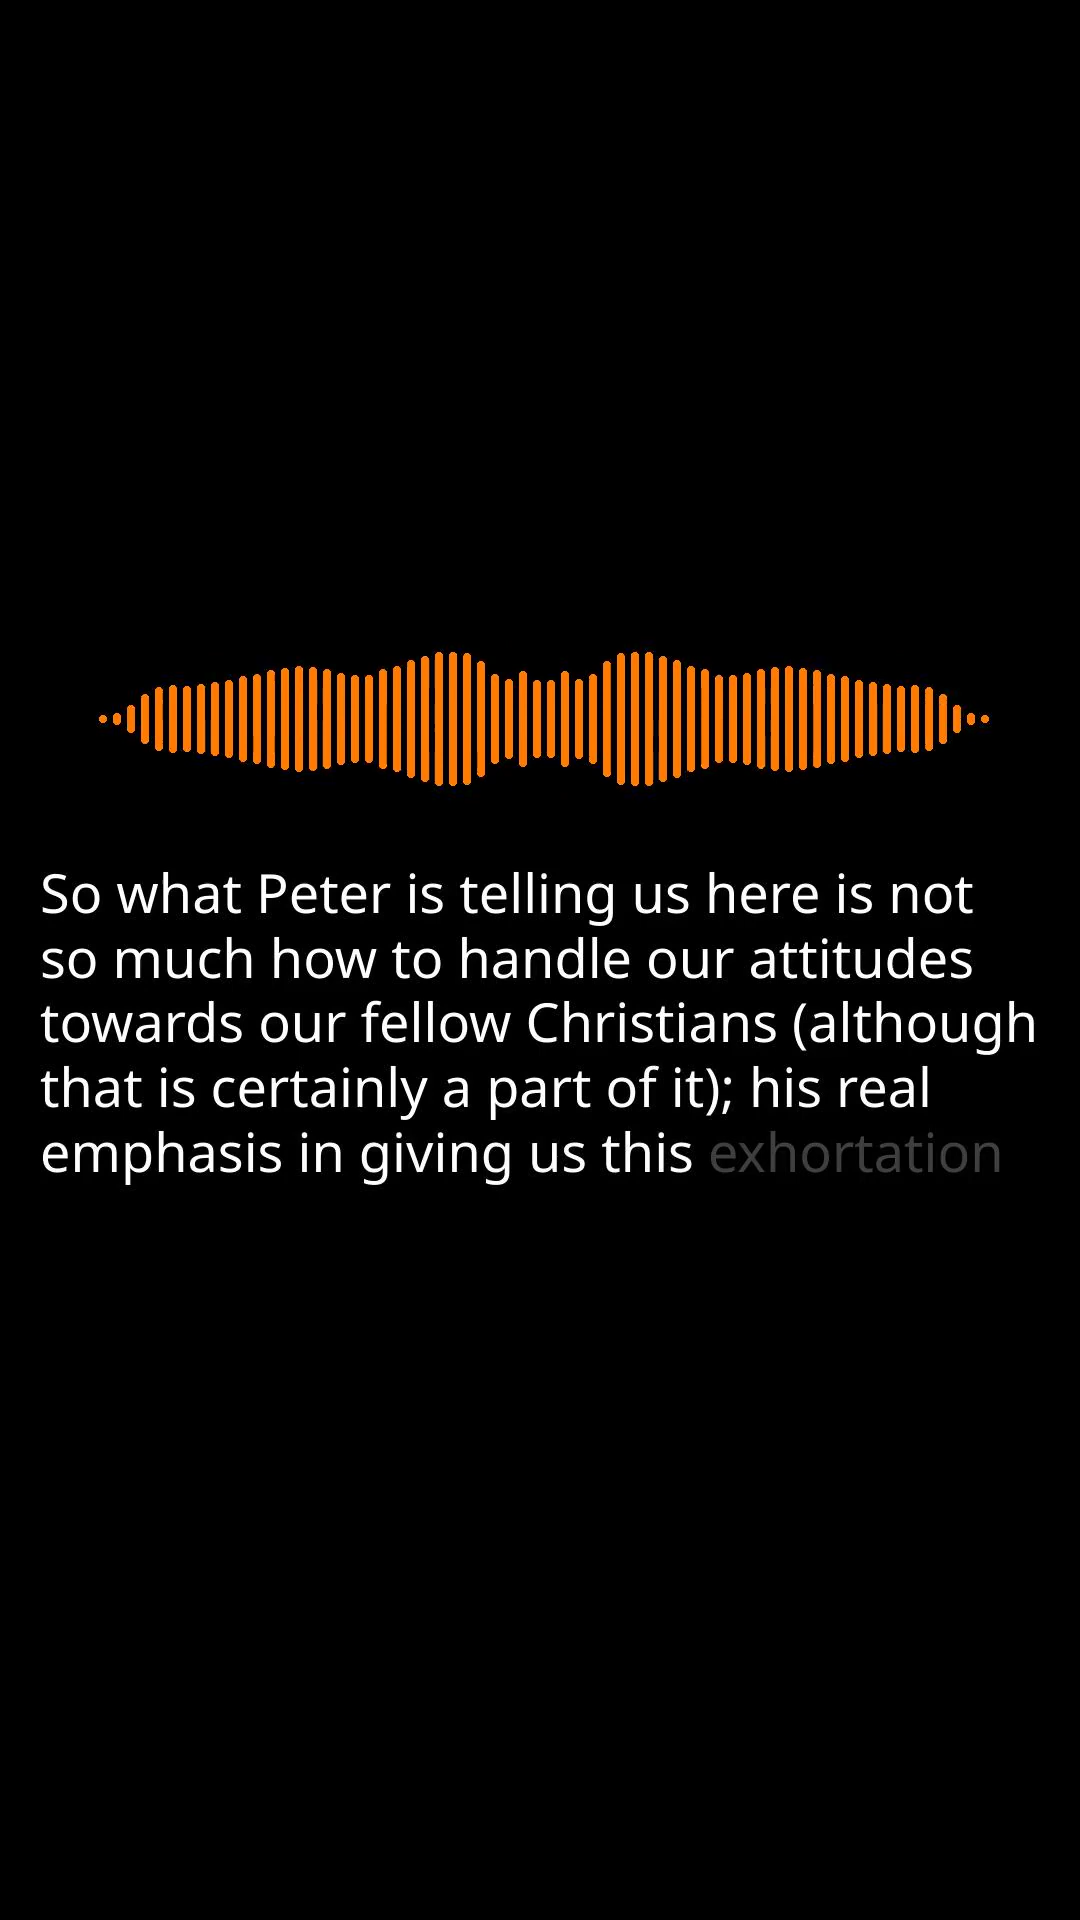 So what Peter is telling us here is not
so much how to handle our attitudes
towards our fellow Christians (although
that is certainly a part of it); his real
emphasis in giving us this exhortation